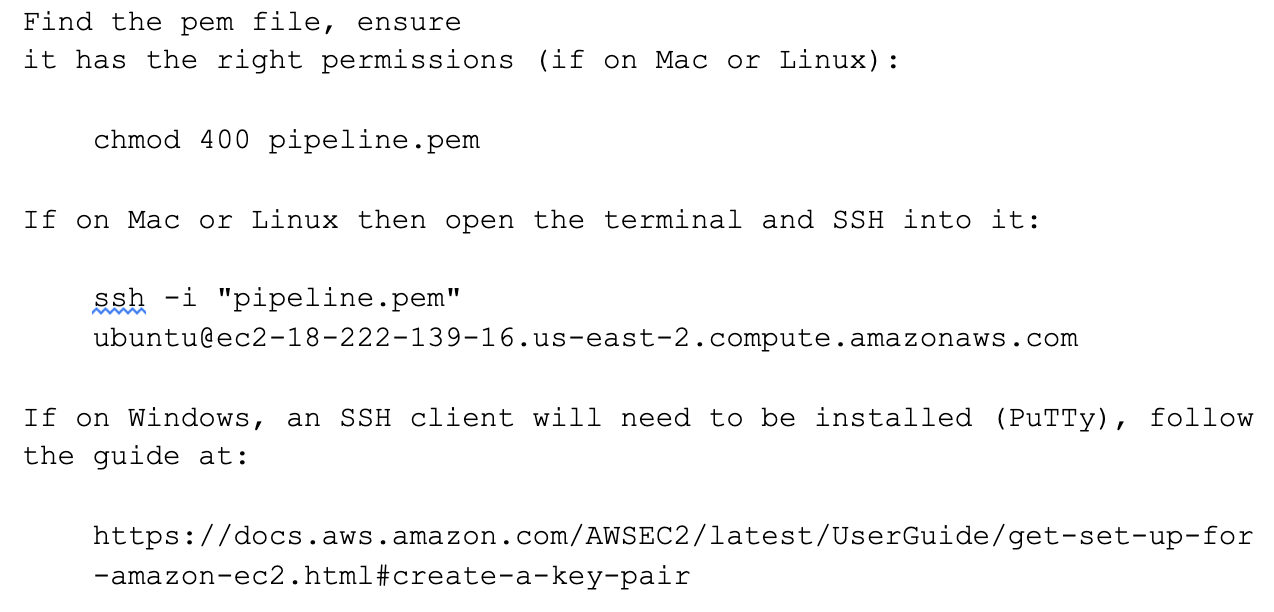 Find the pem file, ensure
it has the right permissions (if on Mac or Linux):
chmod 400 pipeline.pem
If on Mac or Linux then open the terminal and SSH into it:
ssh -i "pipeline.pem"
ubuntu@ec2-18-222-139-16.us-east-2.compute.amazonaws.com
If on Windows, an SSH client will need to be installed (PuTTy), follow
the guide at:
https://docs.aws.amazon.com/AWSEC2/latest/UserGuide/get-set-up-for
-amazon-ec2.html#create-a-key-pair